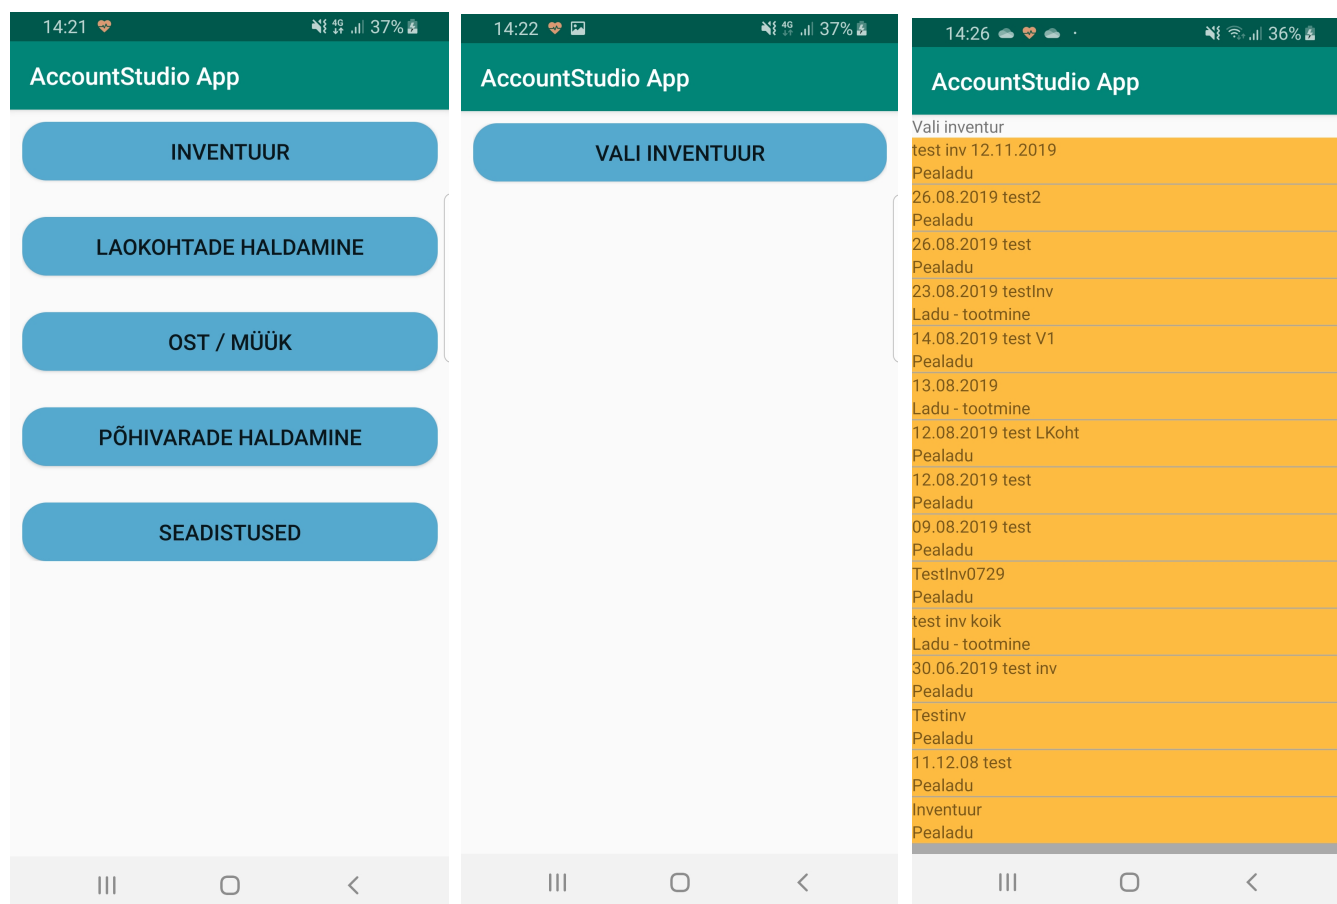 14:21
4G
37%
AccountStudio App
INVENTUUR
LAOKOHTADE HALDAMINE
OST / MÜÜK
PÕHIVARADE HALDAMINE
SEADISTUSED
14:22
4G
37%
AccountStudio App
VALI INVENTUUR
14:26
36%
AccountStudio App
Vali inventur
test inv 12.11.2019
Pealadu
26.08.2019 test2
Pealadu
26.08.2019 test
Pealadu
23.08.2019 testInv
Ladu - tootmine
14.08.2019 test V1
Pealadu
13.08.2019
Ladu - tootmine
12.08.2019 test LKoht
Pealadu
12.08.2019 test
Pealadu
09.08.2019 test
Pealadu
TestInv0729
Pealadu
test inv koik
Ladu - tootmine
30.06.2019 test inv
Pealadu
Testinv
Pealadu
11.12.08 test
Pealadu
Inventuur
Pealadu